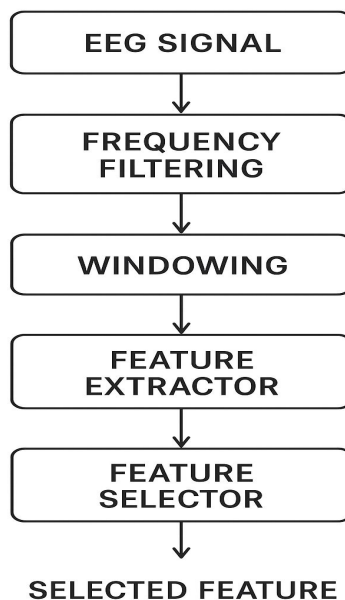 EEG SIGNAL
FREQUENCY
FILTERING
WINDOWING
FEATURE
EXTRACTOR
FEATURE
SELECTOR
SELECTED FEATURE